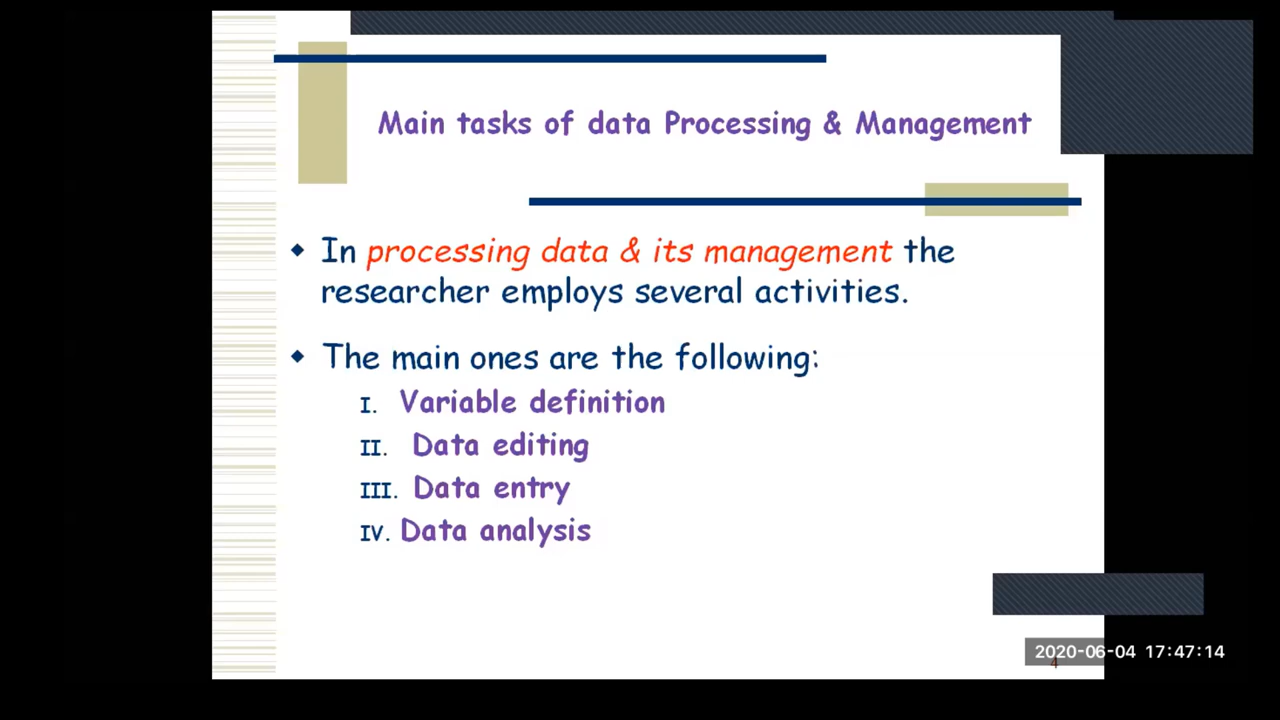 Main tasks of data Processing & Management
In processing data & its management the
researcher employs several activities.
The main ones are the following:
I. Variable definition
II. Data editing
III. Data entry
IV. Data analysis
2020-06-04 17:47:14
4